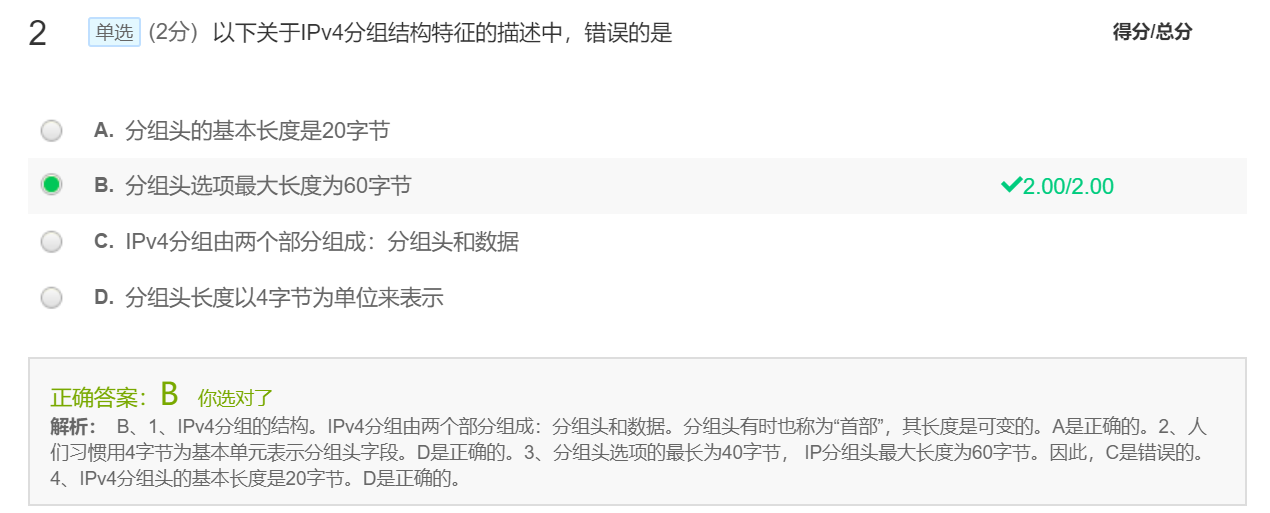 2 单选 (2分) 以下关于IPv4分组结构特征的描述中，错误的是 得分/总分
A. 分组头的基本长度是20字节
B. 分组头选项最大长度为60字节 2.00/2.00
C. IPv4分组由两个部分组成：分组头和数据
D. 分组头长度以4字节为单位来表示
正确答案：B 你选对了
解析： B、1、IPv4分组的结构。IPv4分组由两个部分组成：分组头和数据。分组头有时也称为“首部”，其长度是可变的。A是正确的。2、人
们习惯用4字节为基本单元表示分组头字段。D是正确的。3、分组头选项的最长为40字节， IP分组头最大长度为60字节。因此，C是错误的。
4、IPv4分组头的基本长度是20字节。D是正确的。